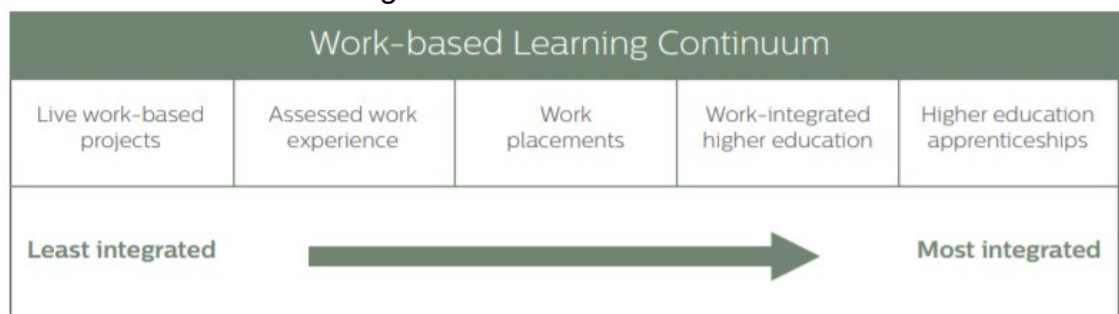 Work-based Learning Continuum
Live work-based
projects
Assessed work
experience
Work
placements
Work-integrated
higher education
Higher education
apprenticeships
Least integrated
Most integrated